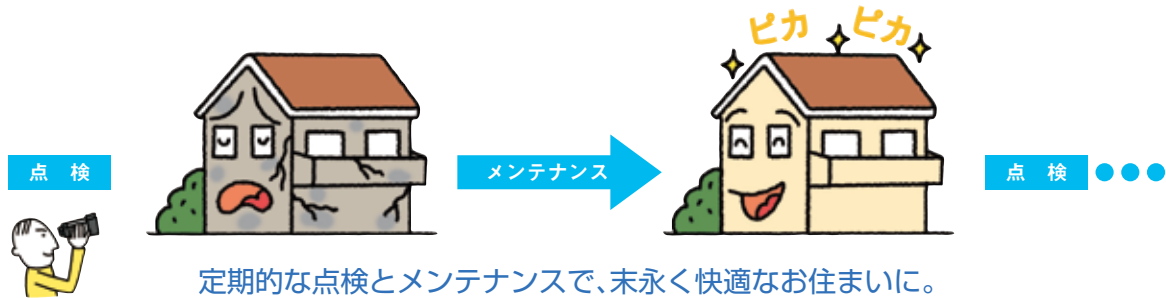 ピカ ピカ
点 検
メンテナンス
点 検
定期的な点検とメンテナンスで、末永く快適なお住まいに。